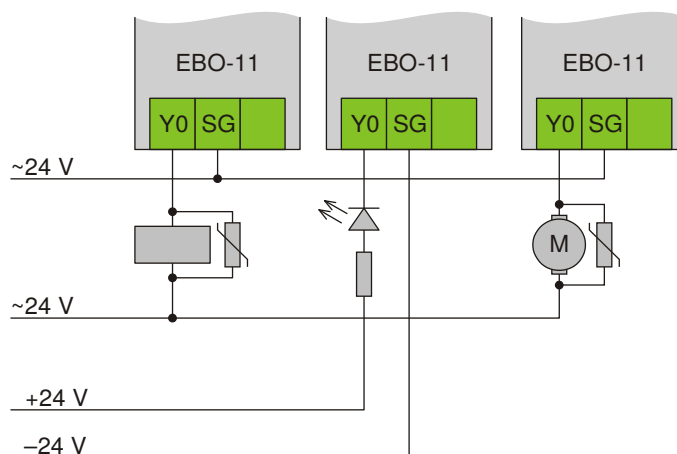 EBO-11 EBO-11 EBO-11
Y0 SG Y0 SG Y0 SG
~24 V
M
~24 V
+24 V
–24 V